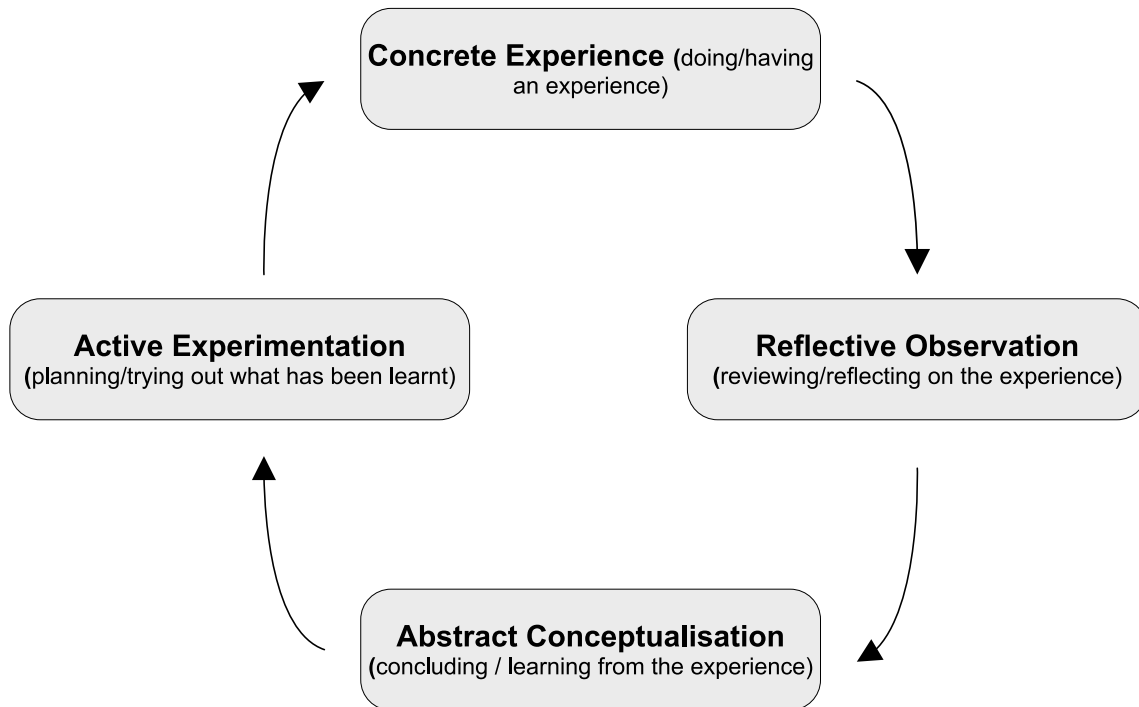 Concrete Experience (doing/having
an experience)
Active Experimentation
(planning/trying out what has been learnt)
Reflective Observation
(reviewing/reflecting on the experience)
Abstract Conceptualisation
(concluding / learning from the experience)